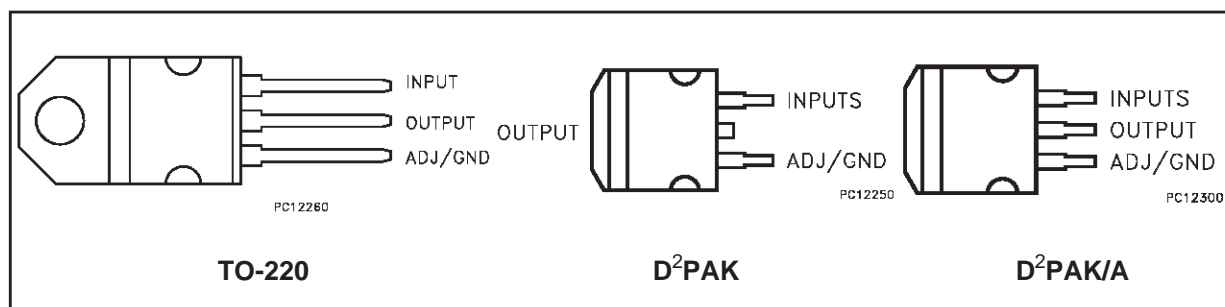 INPUT
OUTPUT
ADJ/GND
PC12260
TO-220
OUTPUT
INPUTS
ADJ/GND
PC12250
D²PAK
INPUTS
OUTPUT
ADJ/GND
PC12300
D²PAK/A